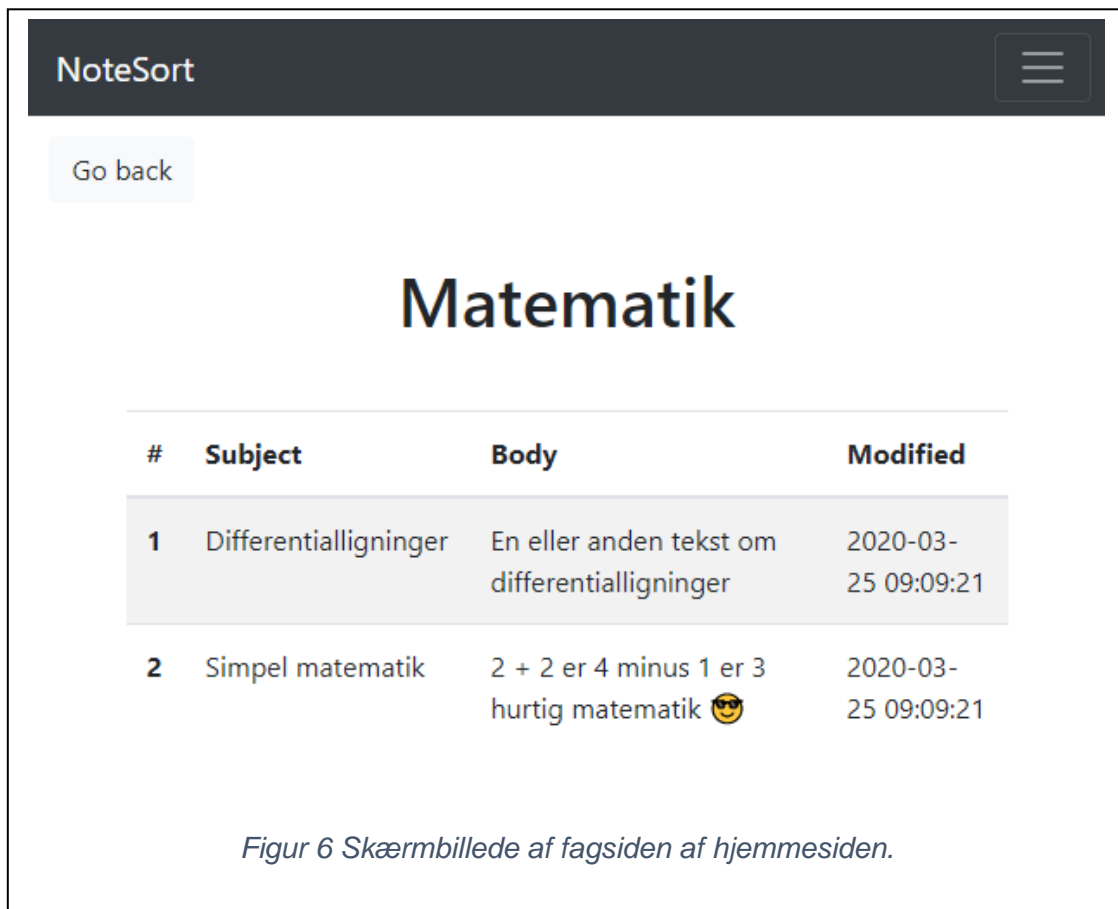 NoteSort
Go back
Matematik
# Subject Body Modified
1 Differentialligninger En eller anden tekst om 2020-03-
differentialligninger 25 09:09:21
2 Simpel matematik 2 + 2 er 4 minus 1 er 3 2020-03-
hurtig matematik 😎 25 09:09:21
Figur 6 Skærmbillede af fagsiden af hjemmesiden.